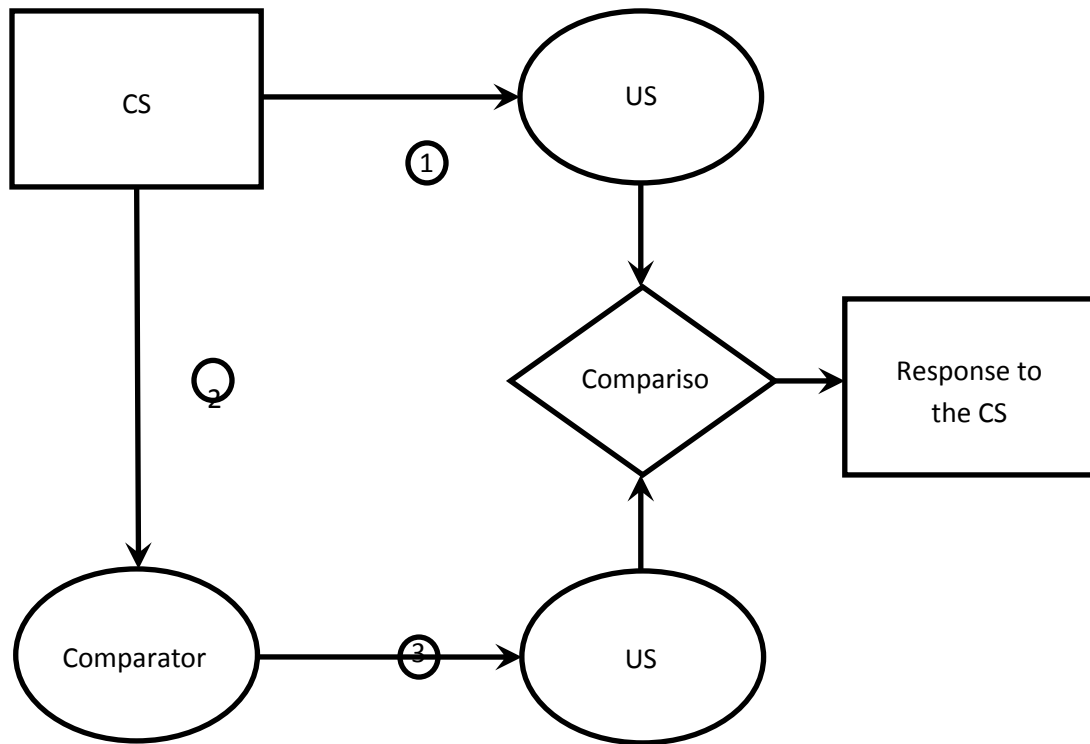 CS
US
1
2
Compariso
Response to
the CS
Comparator
3
US